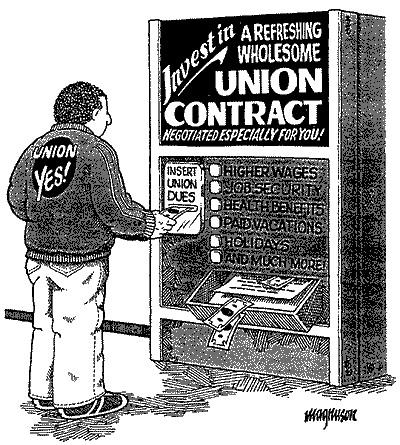 Invest in
A REFRESHING
WHOLESOME
UNION
CONTRACT
NEGOTIATED ESPECIALLY FOR YOU!
UNION
YES!
INSERT
UNION
DUES
HIGHER WAGES
JOB SECURITY
HEALTH BENEFITS
PAID VACATIONS
HOLIDAYS
AND MUCH MORE
magnuson